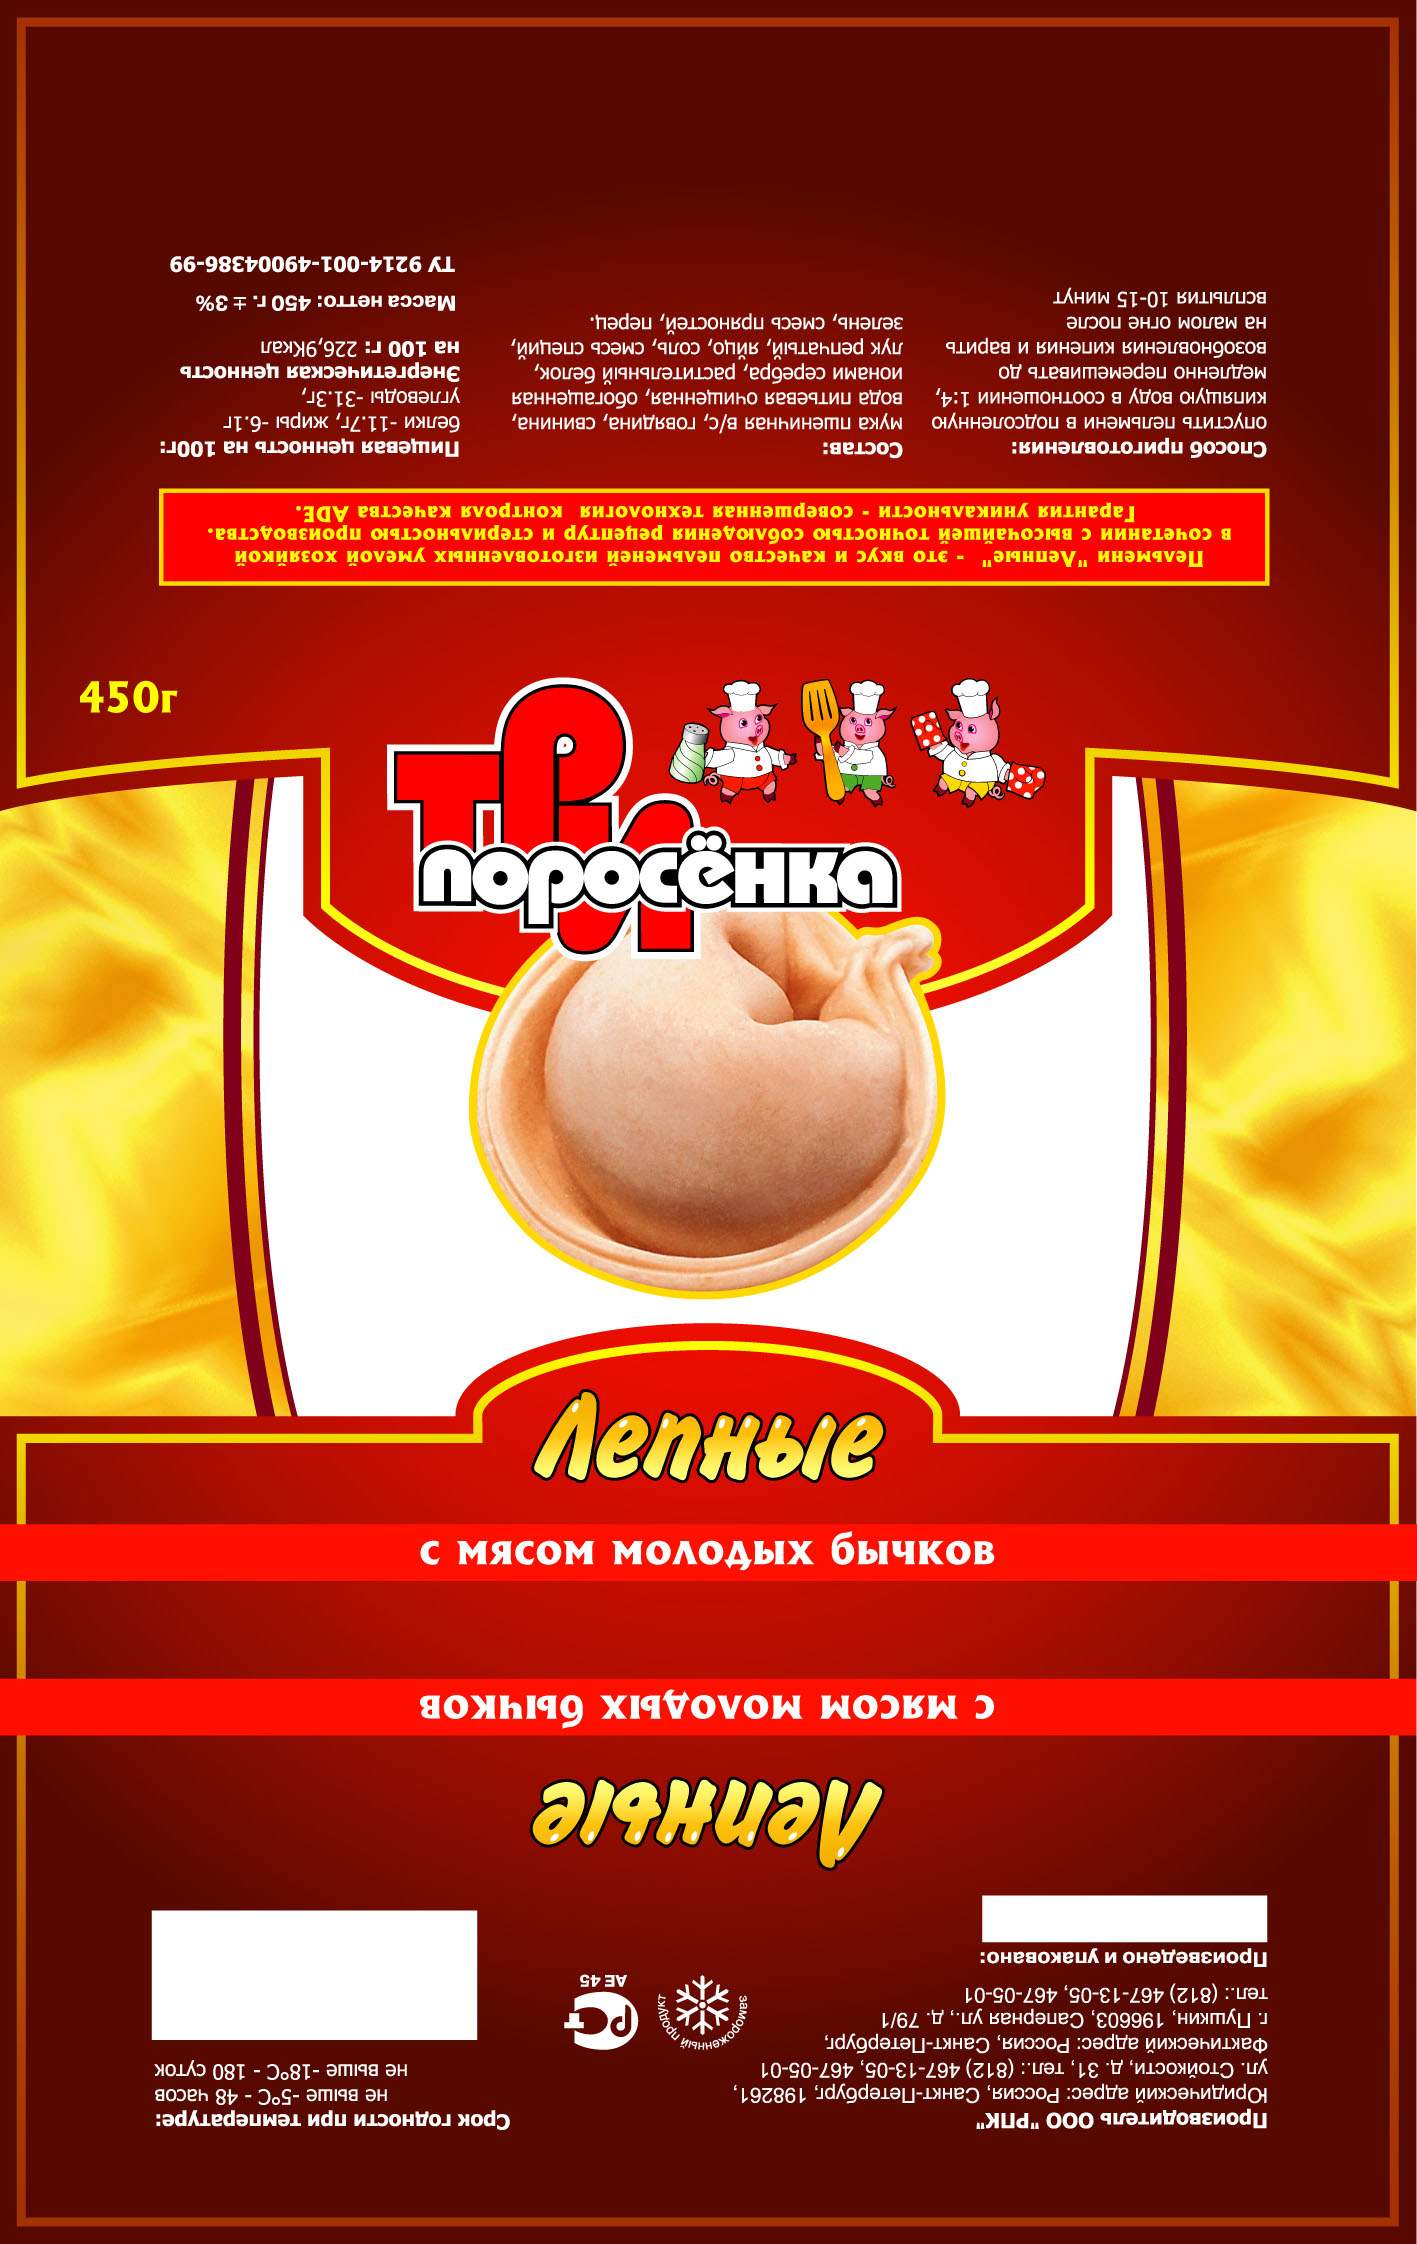 Способ приготовления:
опустить пельмени в подсоленную
кипящую воду в соотношении 1:4,
медленно перемешивать до
возобновления кипения и варить
на малом огне после
всплытия 10-15 минут
Состав:
мука пшеничная в/с, говядина, свинина,
вода питьевая очищенная, обогащенная
ионами серебра, растительный белок,
лук репчатый, яйцо, соль, смесь специй,
зелень, смесь пряностей, перец.
Пищевая ценность на 100г:
белки -11.7г, жиры -6.1г
углеводы -31.3г,
Энергетическая ценность
на 100 г: 226,9Ккал
Масса нетто: 450 г. ± 3%
ТУ 9214-001-49004386-99
Пельмени "Лепные" - это вкус и качество пельменей изготовленных умелой хозяйкой
в сочетании с высочайшей точностью соблюдения рецептур и стерильностью производства.
Гарантия уникальности - совершенная технология контроля качества ADE.
450г
Три
поросёнка
Лепные
с мясом молодых бычков
с мясом молодых бычков
Лепные
Производитель ООО "РПК"
Юридический адрес: Россия, Санкт-Петербург, 198261,
ул. Стойкости, д. 31, тел.: (812) 467-13-05, 467-05-01
Фактический адрес: Россия, Санкт-Петербург,
г. Пушкин, 196603, Саперная ул., д. 79/1
тел.: (812) 467-13-05, 467-05-01
Произведено и упаковано:
замороженный продукт
РСТ
АЕ 45
Срок годности при температуре:
не выше -5°C - 48 часов
не выше -18°C - 180 суток